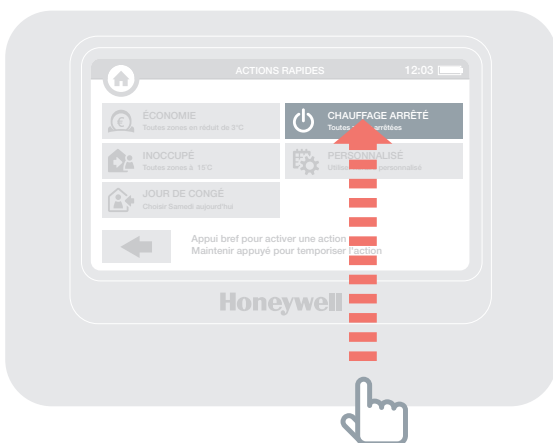 ACTIONS RAPIDES 12:03
ÉCONOMIE
Toutes zones en réduit de 3°C
CHAUFFAGE ARRÊTÉ
Toutes arrêtées
INOCCUPÉ
Toutes zones à 15°C
PERSONNALISÉ
personnalisé
JOUR DE CONGÉ
Choisir Samedi aujourd'hui
Appui bref pour activer une action
Maintenir appuyé pour temporiser l'action
Honeywell